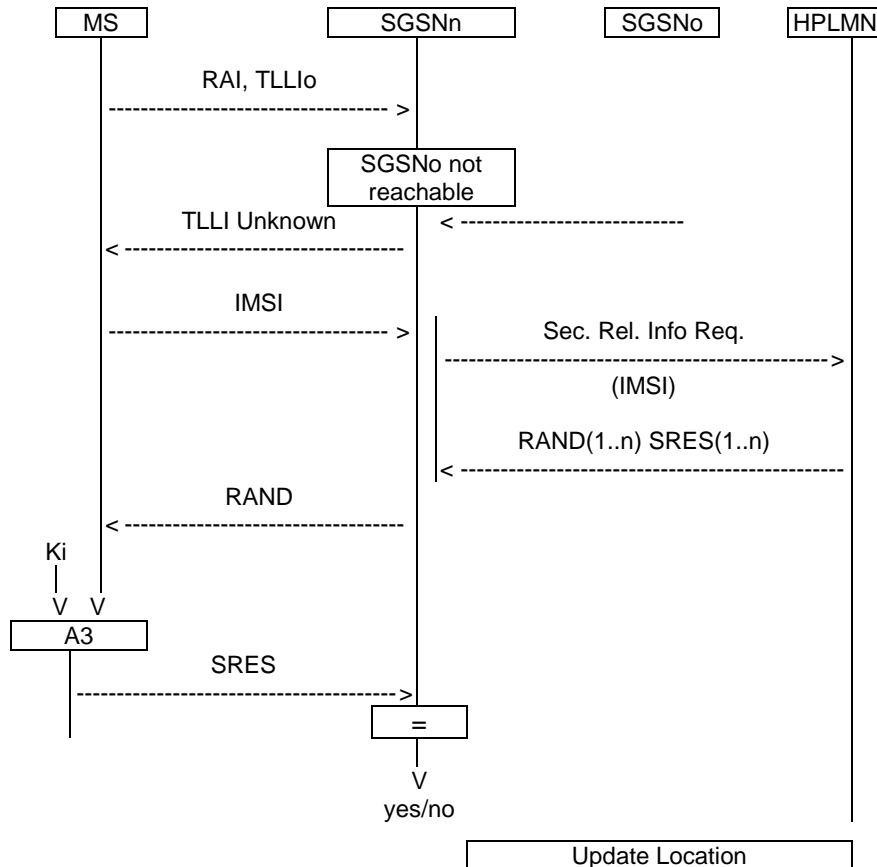 MS SGSNn SGSNo HPLMN
RAI, TLLIo
---------------------------------- >
SGSNo not
reachable
< -----------------------
TLLI Unknown
< ----------------------------------
IMSI
---------------------------------- >
Sec. Rel. Info Req.
----------------------------------------------->
(IMSI)
RAND(1..n) SRES(1..n)
< -----------------------------------------------
RAND
< ----------------------------------
Ki
V V
A3
SRES
--------------------------------------- >
=
V
yes/no
Update Location